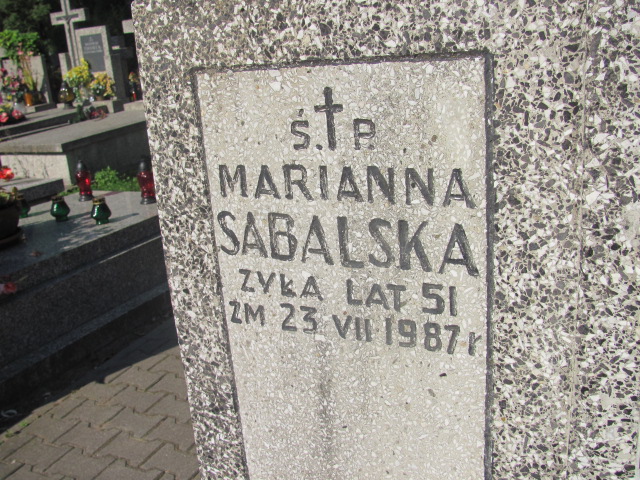 Ś.†P.
MARIANNA
SABALSKA
ŻYŁA LAT 51
ZM 23 VII 1987 r